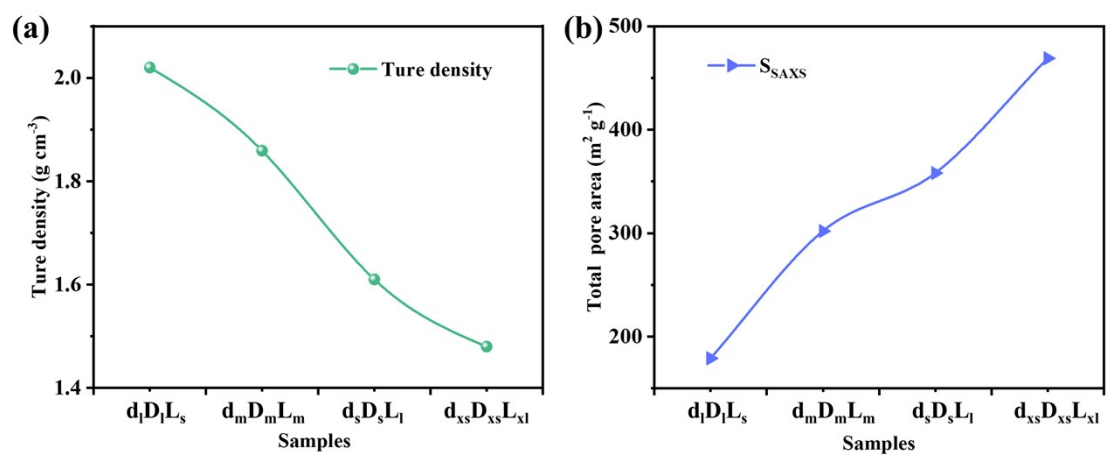 (a)
Ture density
Ture density (g cm⁻³)
2.0
1.8
1.6
1.4
dₗDₗLₛ
dₘDₘLₘ
dₛDₛLₗ
dₓₛDₓₛLₓₗ
Samples
(b)
S_SAXS
Total pore area (m² g⁻¹)
500
400
300
200
dₗDₗLₛ
dₘDₘLₘ
dₛDₛLₗ
dₓₛDₓₛLₓₗ
Samples